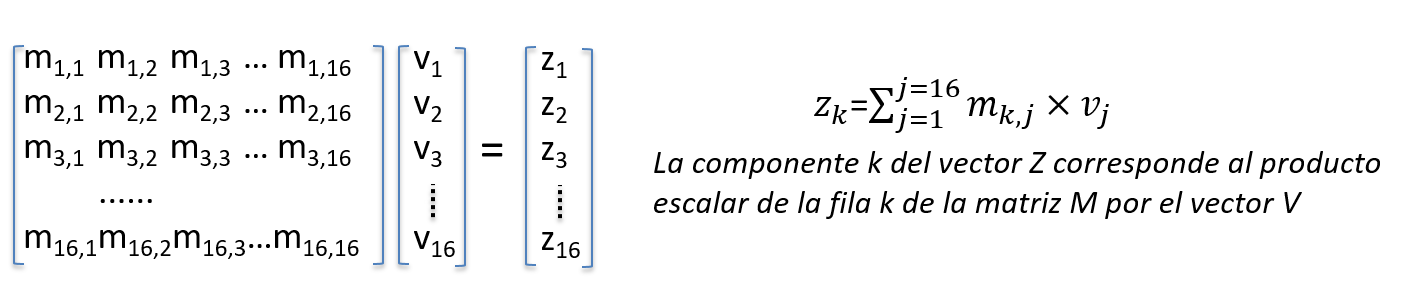 m1,1 m1,2 m1,3 ... m1,16 v1 z1
m2,1 m2,2 m2,3 ... m2,16 v2 z2
m3,1 m3,2 m3,3 ... m3,16 v3 = z3
......
m16,1m16,2m16,3...m16,16 v16 z16
zk=∑j=1j=16 mk,j × vj
La componente k del vector Z corresponde al producto
escalar de la fila k de la matriz M por el vector V